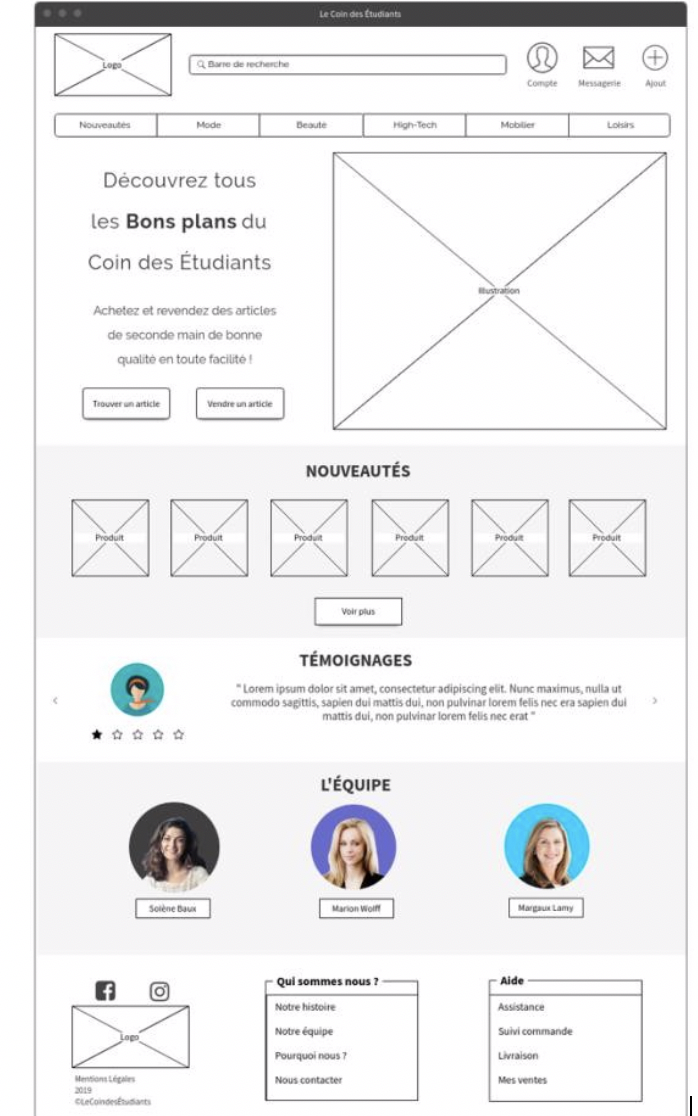 Le Coin des Étudiants
Logo
Barre de recherche
Compte
Messagerie
Ajout
Nouveautés
Mode
Beauté
High-Tech
Mobilier
Loisirs
Découvrez tous
les Bons plans du
Coin des Étudiants
Achetez et revendez des articles
de seconde main de bonne
qualité en toute facilité !
Trouver un article
Vendre un article
Illustration
NOUVEAUTÉS
Produit
Produit
Produit
Produit
Produit
Produit
Voir plus
TÉMOIGNAGES
" Lorem ipsum dolor sit amet, consectetur adipiscing elit. Nunc maximus, nulla ut
commodo sagittis, sapien dui mattis dui, non pulvinar lorem felis nec era sapien dui
mattis dui, non pulvinar lorem felis nec erat "
L'ÉQUIPE
Solène Baux
Marion Wolff
Margaux Lamy
Logo
Mentions Légales
2019
©LeCoindesÉtudiants
Qui sommes nous ?
Notre histoire
Notre équipe
Pourquoi nous ?
Nous contacter
Aide
Assistance
Suivi commande
Livraison
Mes ventes